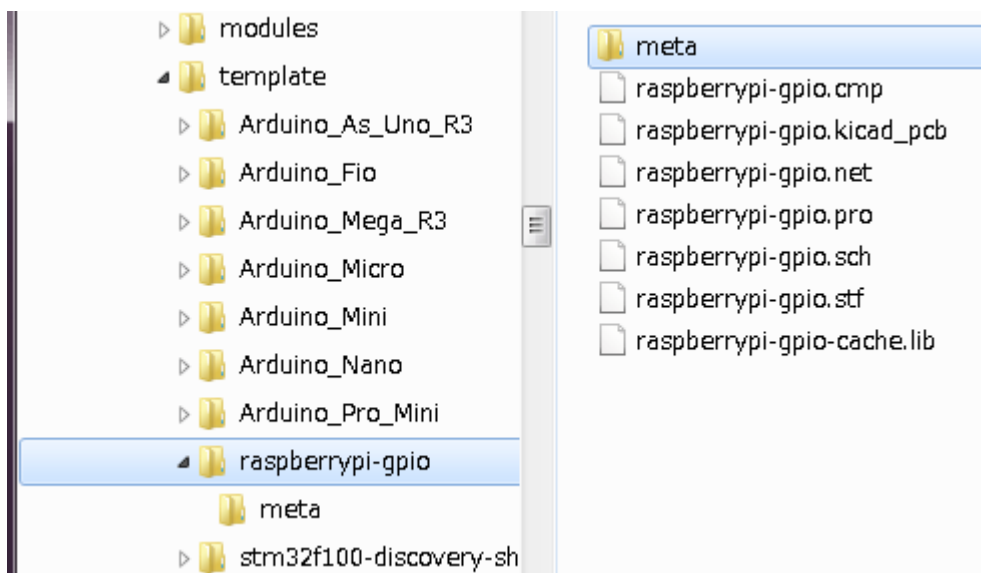 modules
template
Arduino_As_Uno_R3
Arduino_Fio
Arduino_Mega_R3
Arduino_Micro
Arduino_Mini
Arduino_Nano
Arduino_Pro_Mini
raspberrypi-gpio
meta
stm32f100-discovery-sh
meta
raspberrypi-gpio.cmp
raspberrypi-gpio.kicad_pcb
raspberrypi-gpio.net
raspberrypi-gpio.pro
raspberrypi-gpio.sch
raspberrypi-gpio.stf
raspberrypi-gpio-cache.lib